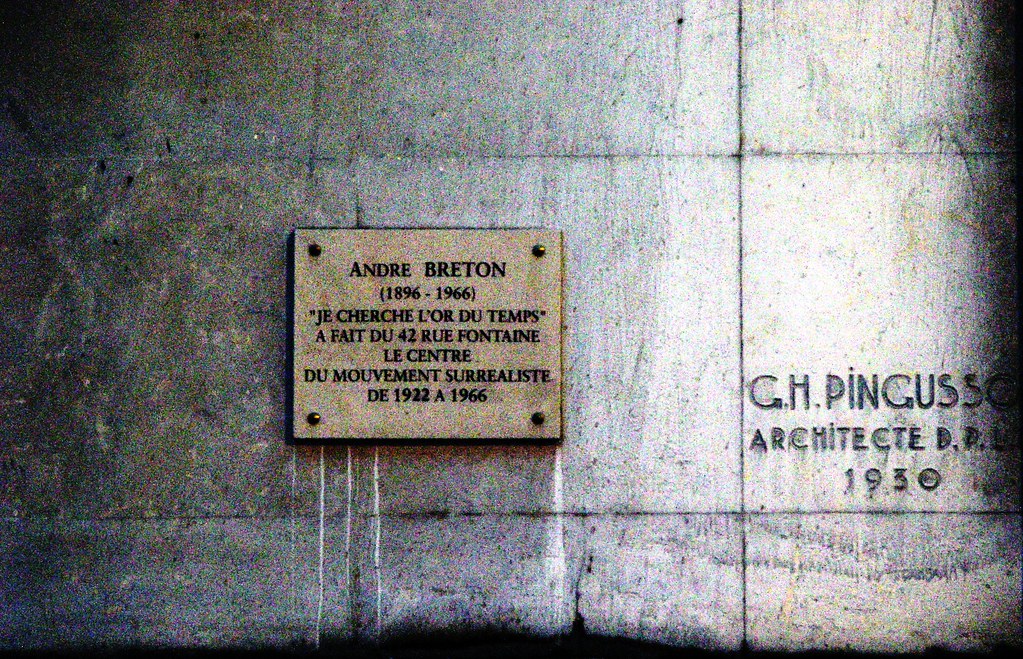 ANDRE BRETON
(1896 - 1966)
"JE CHERCHE L'OR DU TEMPS"
A FAIT DU 42 RUE FONTAINE
LE CENTRE
DU MOUVEMENT SURREALISTE
DE 1922 A 1966
G.H. PINGUSSO
ARCHITECTE D.P.L.
1930